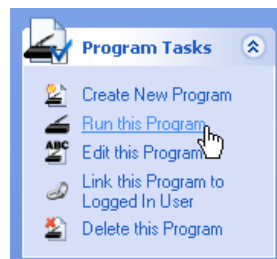 Program Tasks
Create New Program
Run this Program
ABC
Edit this Program
Link this Program to
Logged In User
Delete this Program